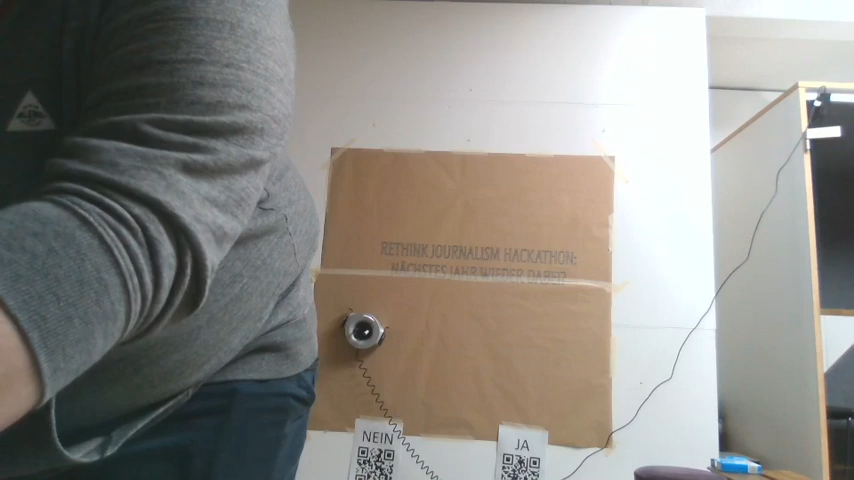 RETHINK JOURNALISM HACKATHON:
NÄCHSTES JAHR WIEDER DABEI?
NEIN
JA